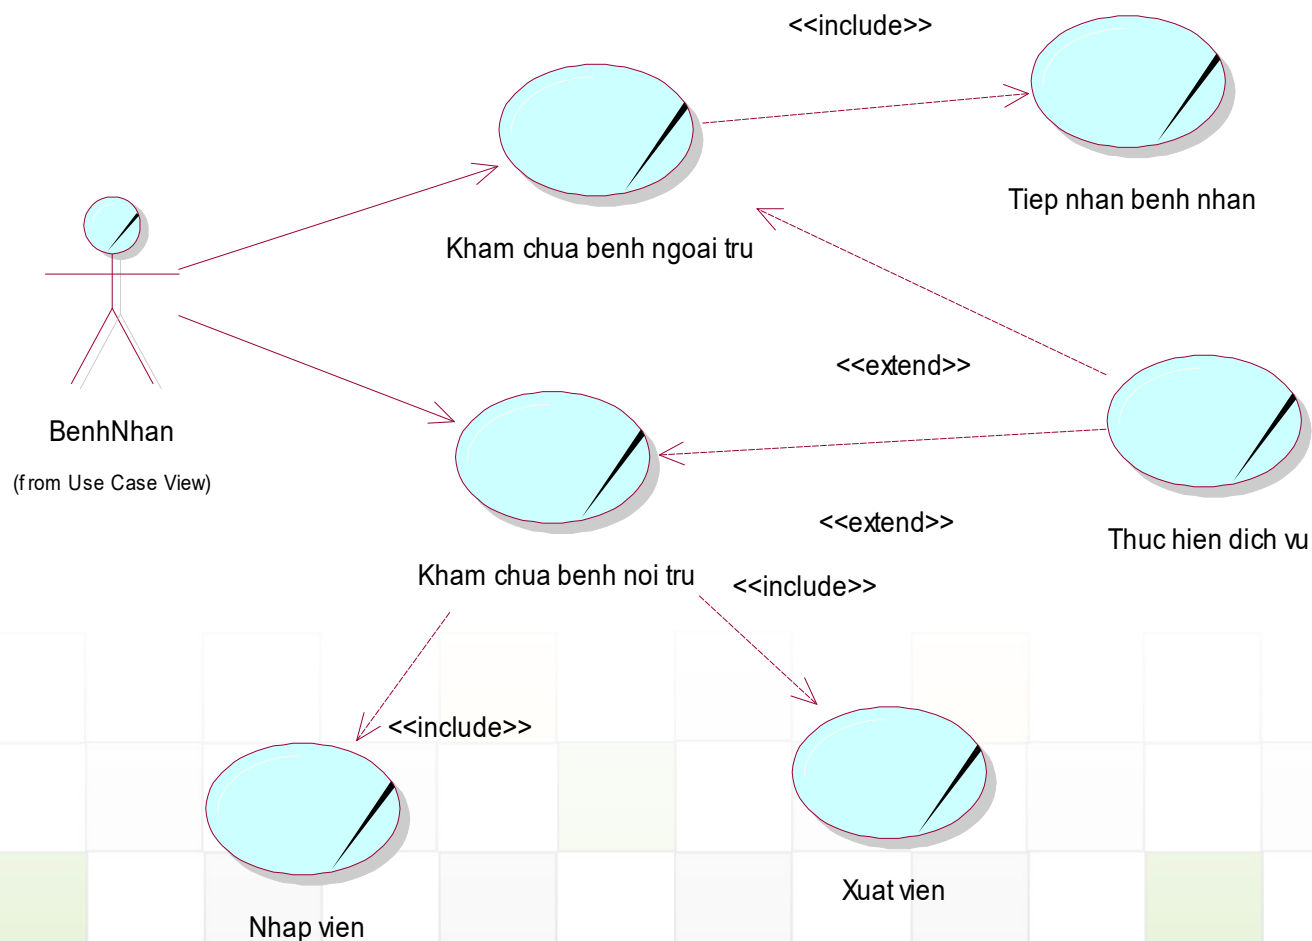 <<include>>
Tiep nhan benh nhan
Kham chua benh ngoai tru
<<extend>>
BenhNhan
(from Use Case View)
<<extend>>
Thuc hien dich vu
Kham chua benh noi tru
<<include>>
<<include>>
Xuat vien
Nhap vien